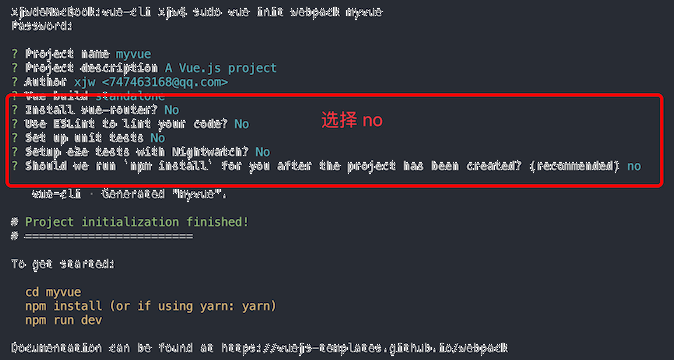 xjwdeMacBook:vue-cli xjw$ sudo vue init webpack myvue
Password:
? Project name myvue
? Project description A Vue.js project
? Author xjw <747463168@qq.com>
? Vue build standalone
? Install vue-router? No
? Use ESLint to lint your code? No
选择 no
? Set up unit tests No
? Setup e2e tests with Nightwatch? No
? Should we run `npm install` for you after the project has been created? (recommended) no
vue-cli · Generated "myvue".
# Project initialization finished!
# ========================
To get started:
cd myvue
npm install (or if using yarn: yarn)
npm run dev
Documentation can be found at https://vuejs-templates.github.io/webpack